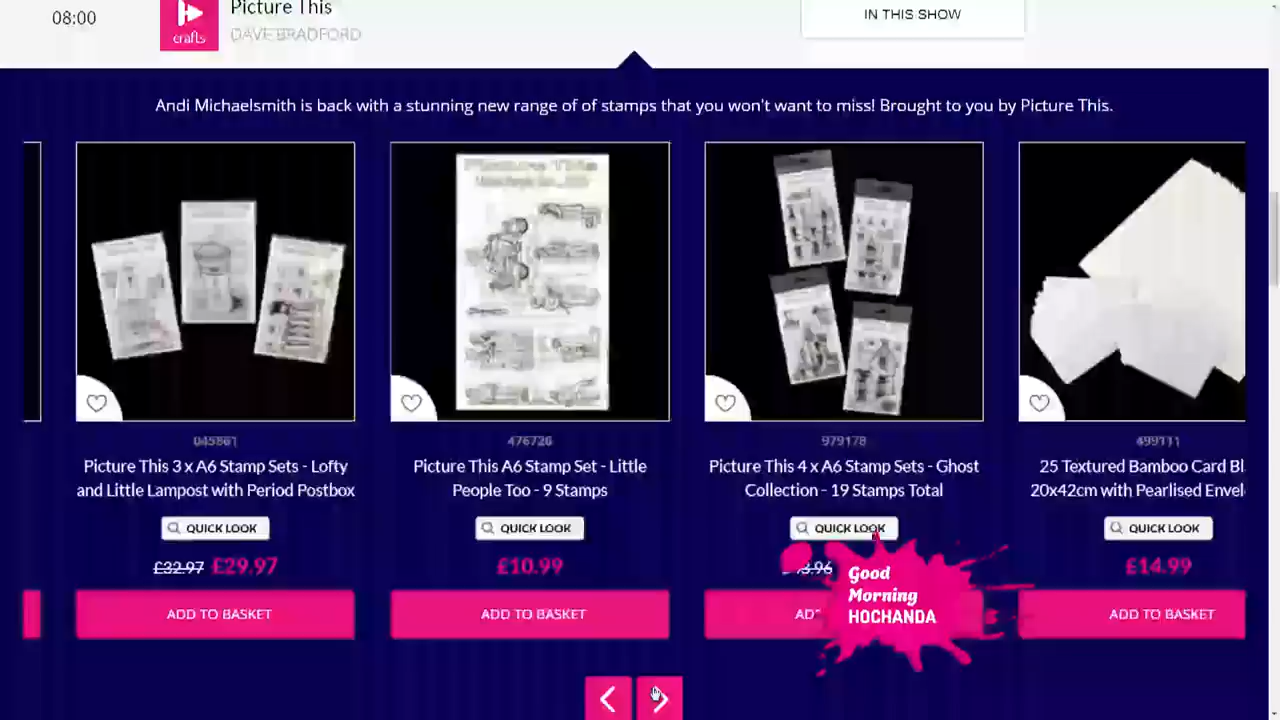 08:00
crafts
Picture This
DAVE BRADFORD
IN THIS SHOW
Andi Michaelsmith is back with a stunning new range of of stamps that you won't want to miss! Brought to you by Picture This.
045861
Picture This 3 x A6 Stamp Sets - Lofty
and Little Lampost with Period Postbox
QUICK LOOK
£32.97 £29.97
ADD TO BASKET
476726
Picture This A6 Stamp Set - Little
People Too - 9 Stamps
QUICK LOOK
£10.99
ADD TO BASKET
979178
Picture This 4 x A6 Stamp Sets - Ghost
Collection - 19 Stamps Total
QUICK LOOK
3.96
AD
Good
Morning
HOCHANDA
499111
25 Textured Bamboo Card Bl
20x42cm with Pearlised Envel
QUICK LOOK
£14.99
ADD TO BASKET